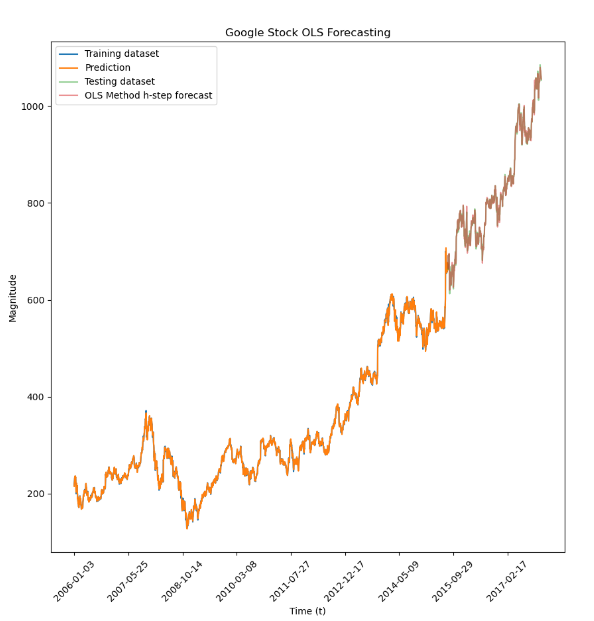 Google Stock OLS Forecasting
Training dataset
Prediction
Testing dataset
OLS Method h-step forecast
1000
800
600
400
200
Magnitude
2006-01-03
2007-05-25
2008-10-14
2010-03-08
2011-07-27
2012-12-17
2014-05-09
2015-09-29
2017-02-17
Time (t)